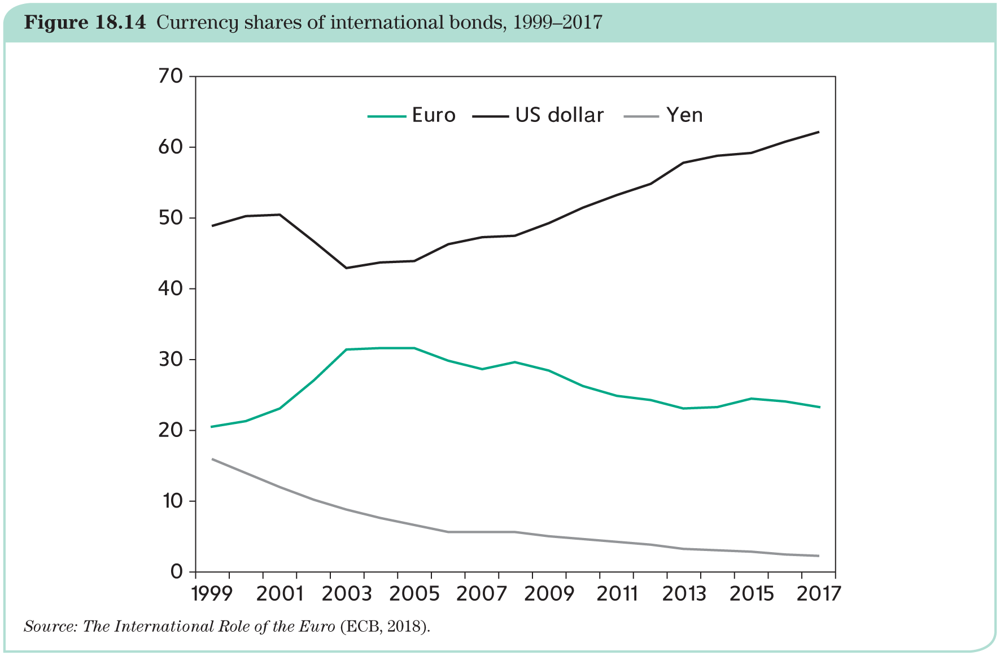 Figure 18.14 Currency shares of international bonds, 1999–2017
70
Euro US dollar Yen
60
50
40
30
20
10
0
1999 2001 2003 2005 2007 2009 2011 2013 2015 2017
Source: The International Role of the Euro (ECB, 2018).